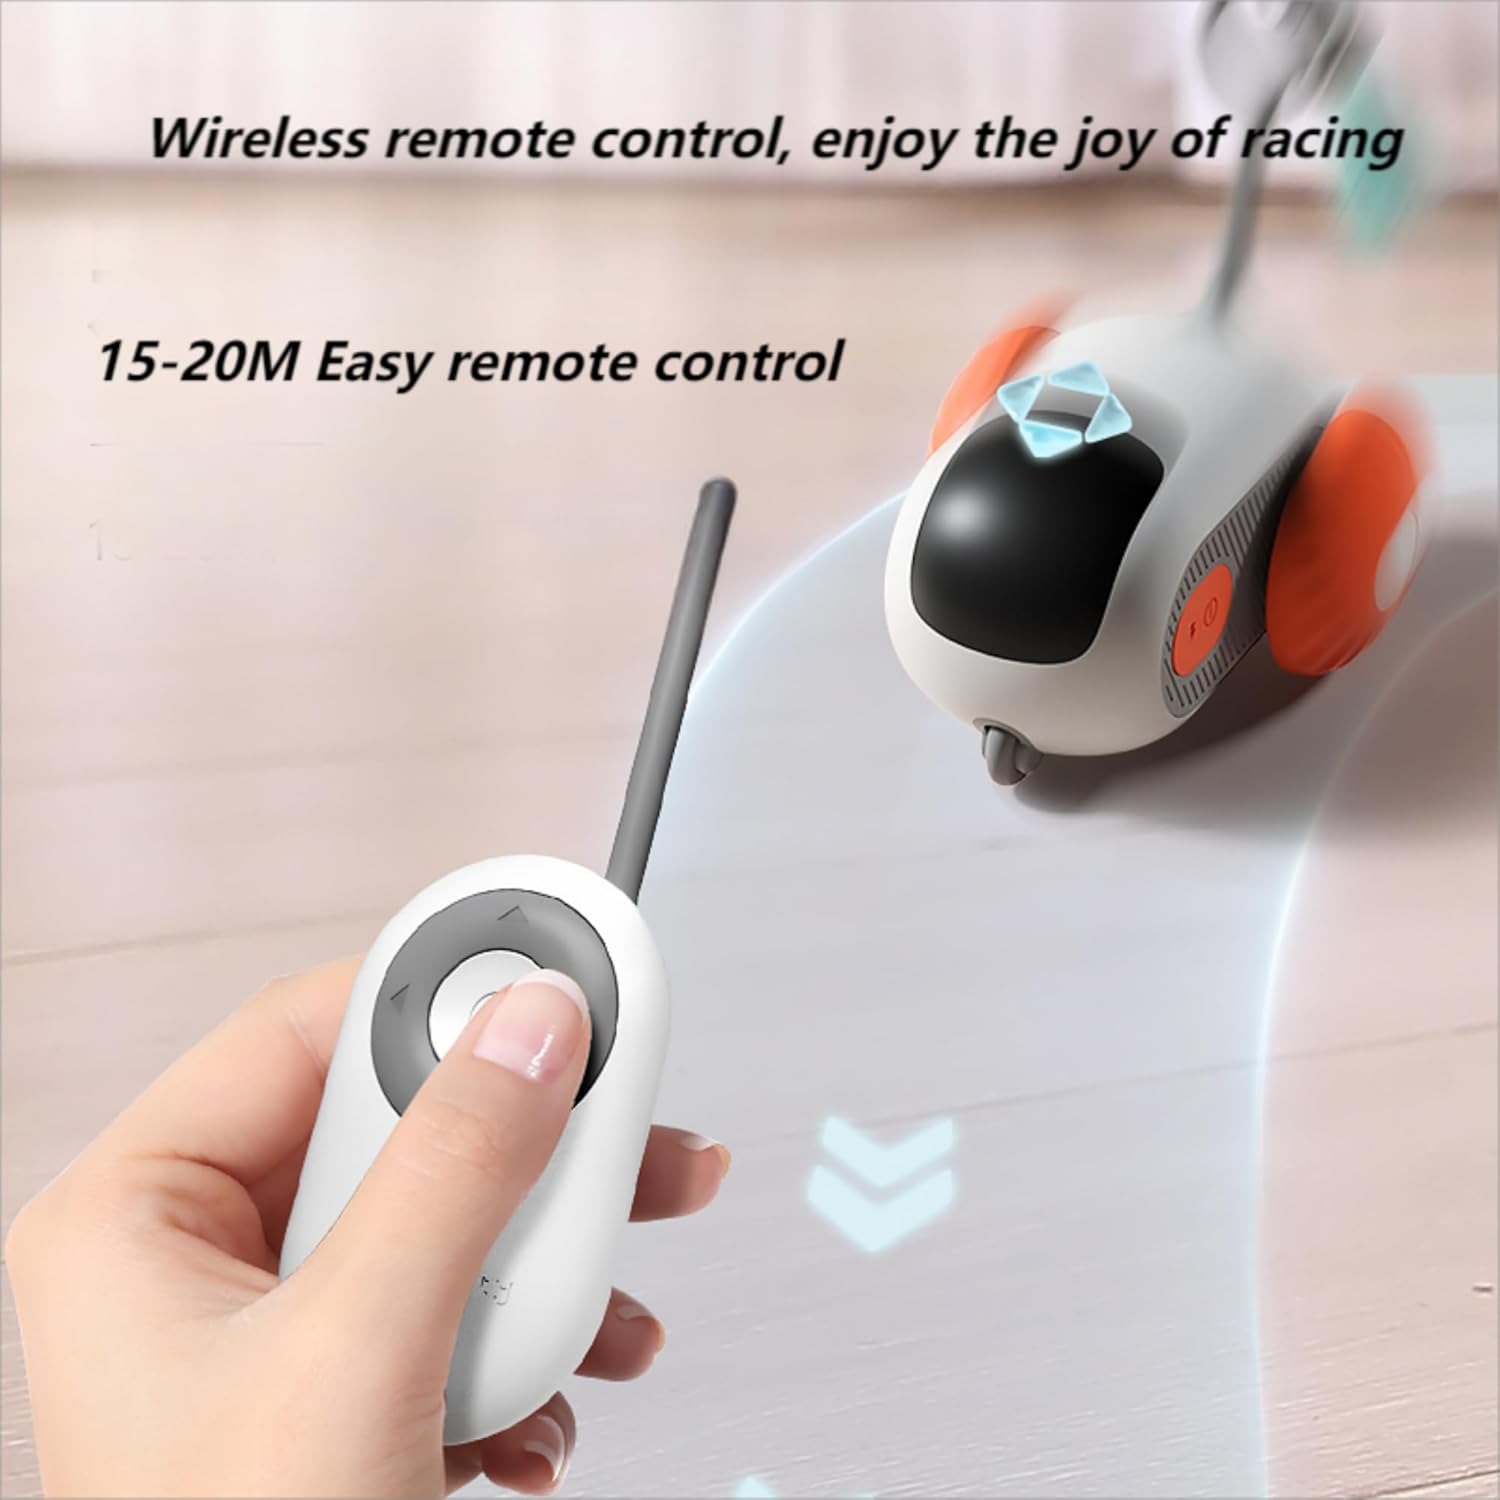 Wireless remote control, enjoy the joy of racing
15-20M Easy remote control